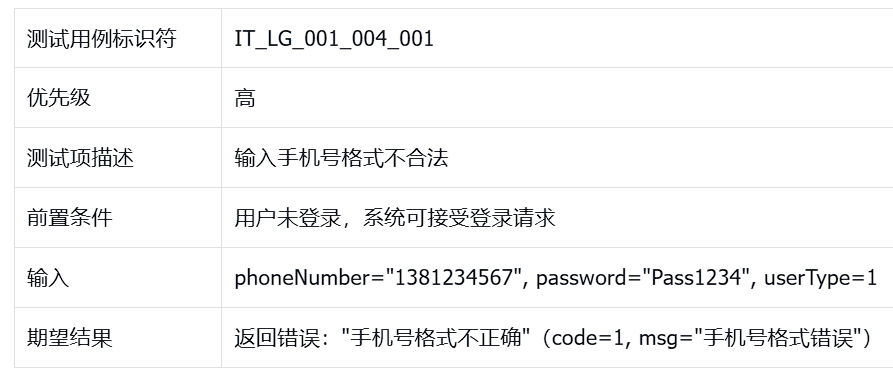 测试用例标识符 IT_LG_001_004_001
优先级 高
测试项描述 输入手机号格式不合法
前置条件 用户未登录，系统可接受登录请求
输入 phoneNumber="1381234567", password="Pass1234", userType=1
期望结果 返回错误："手机号格式不正确"（code=1, msg="手机号格式错误"）